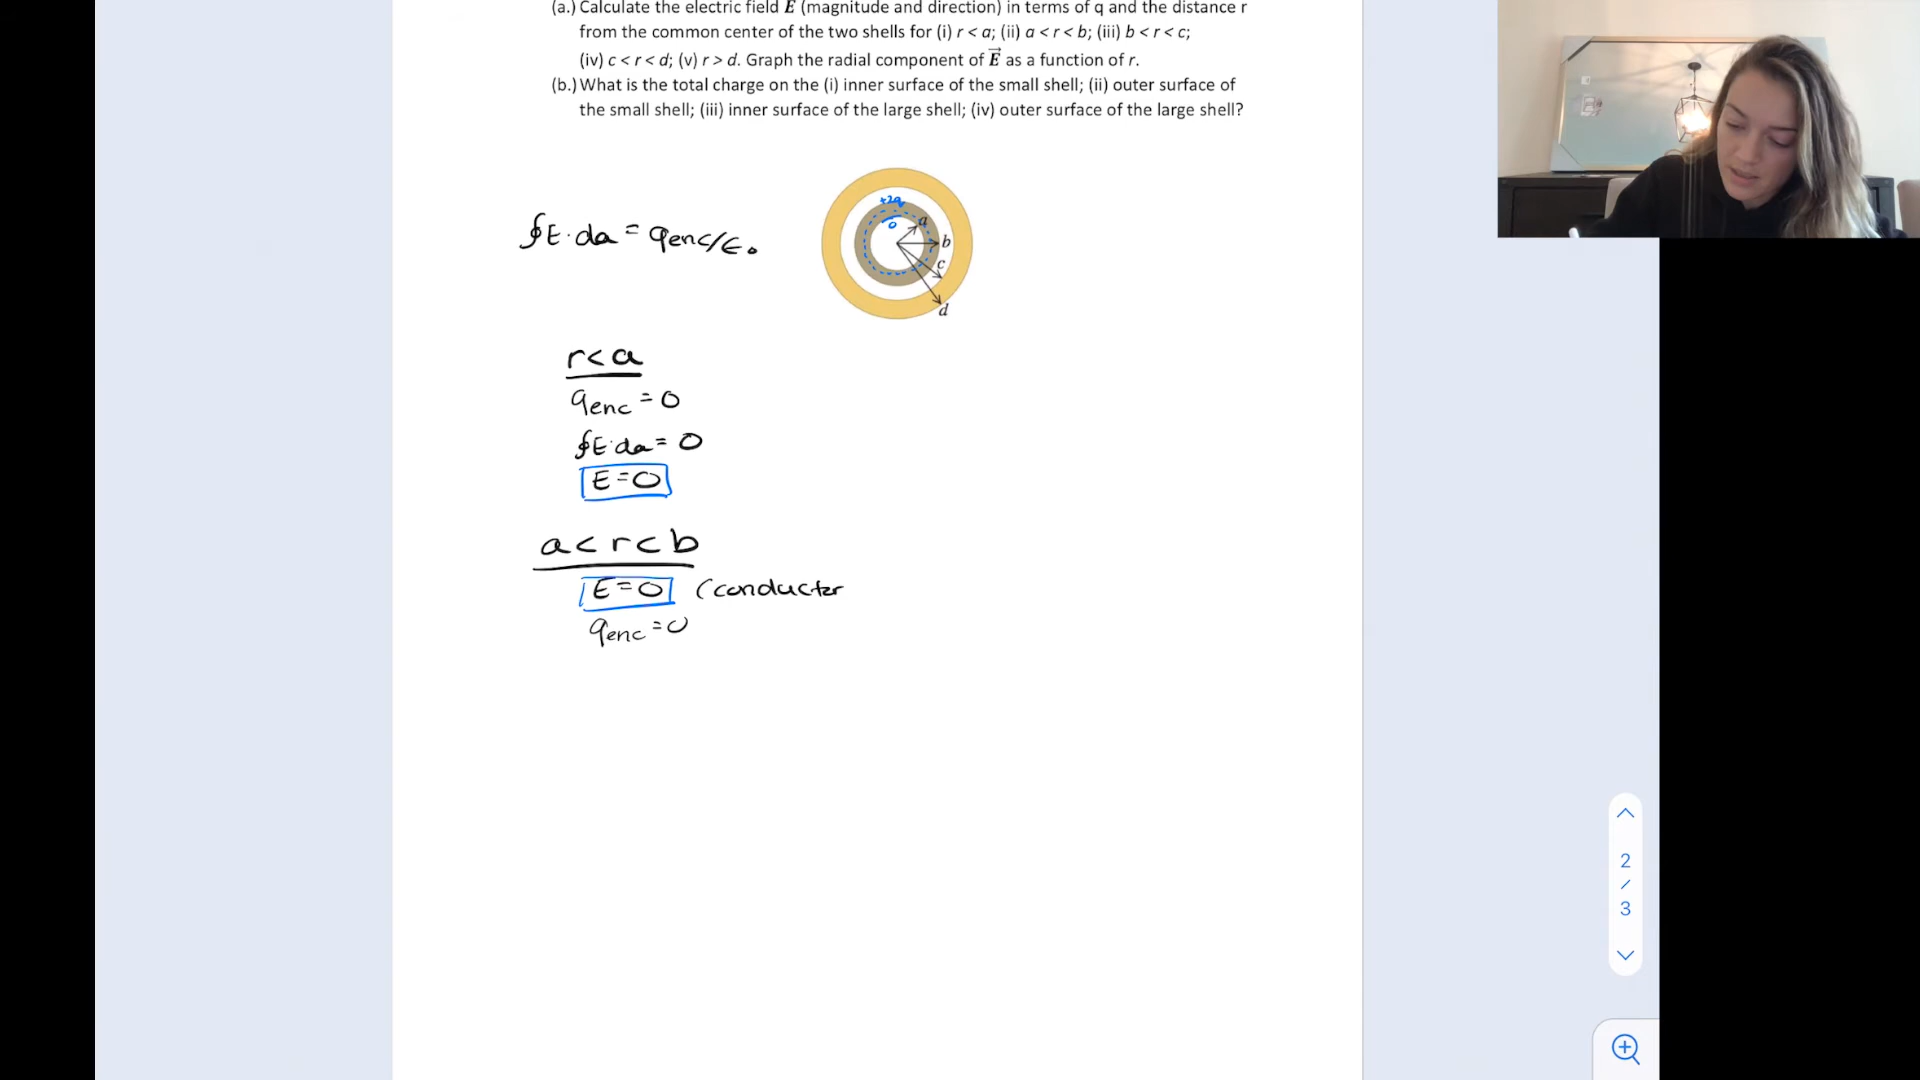 (a.) Calculate the electric field E (magnitude and direction) in terms of q and the distance r
from the common center of the two shells for (i) r < a; (ii) a < r < b; (iii) b < r < c;
(iv) c < r < d; (v) r > d. Graph the radial component of E⃗ as a function of r.
(b.) What is the total charge on the (i) inner surface of the small shell; (ii) outer surface of
the small shell; (iii) inner surface of the large shell; (iv) outer surface of the large shell?
+2q
0
a
b
c
d
∮E·da = qenc/ε₀
r<a
qenc = 0
∮E·da = 0
E=0
a<r<b
E=0 (conductor
qenc=0
2
/
3